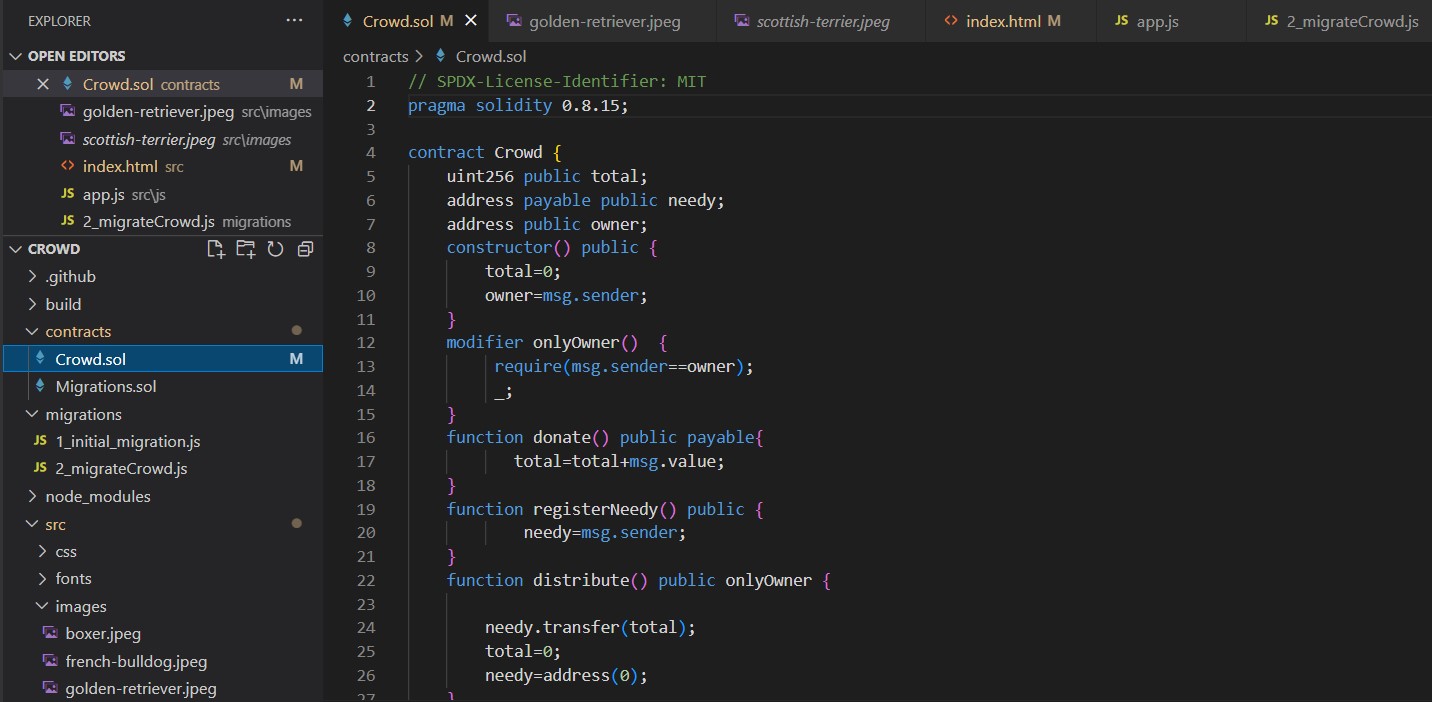 EXPLORER
OPEN EDITORS
Crowd.sol contracts M
golden-retriever.jpeg src\images
scottish-terrier.jpeg src\images
index.html src M
app.js src\js
2_migrateCrowd.js migrations
CROWD
.github
build
contracts
Crowd.sol M
Migrations.sol
migrations
1_initial_migration.js
2_migrateCrowd.js
node_modules
src
css
fonts
images
boxer.jpeg
french-bulldog.jpeg
golden-retriever.jpeg
Crowd.sol M golden-retriever.jpeg scottish-terrier.jpeg index.html M JS app.js JS 2_migrateCrowd.js
contracts > Crowd.sol
1 // SPDX-License-Identifier: MIT
2 pragma solidity 0.8.15;
3
4 contract Crowd {
5 uint256 public total;
6 address payable public needy;
7 address public owner;
8 constructor() public {
9 total=0;
10 owner=msg.sender;
11 }
12 modifier onlyOwner()  {
13 require(msg.sender==owner);
14 _;
15 }
16 function donate() public payable{
17 total=total+msg.value;
18 }
19 function registerNeedy() public {
20 needy=msg.sender;
21 }
22 function distribute() public onlyOwner {
23
24 needy.transfer(total);
25 total=0;
26 needy=address(0);
27 }